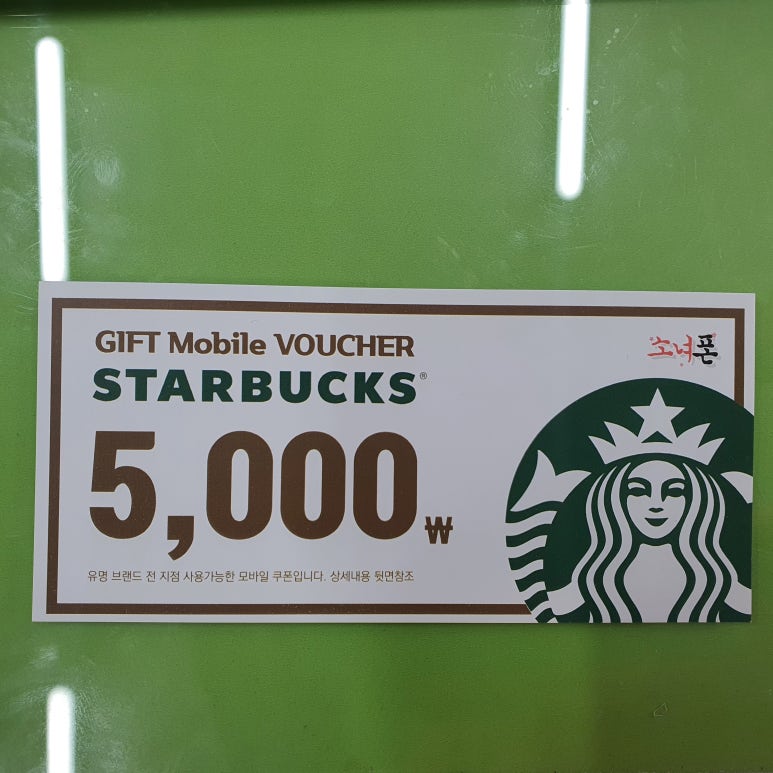 GIFT Mobile VOUCHER
소녀폰
STARBUCKS®
5,000₩
유명 브랜드 전 지점 사용가능한 모바일 쿠폰입니다. 상세내용 뒷면참조